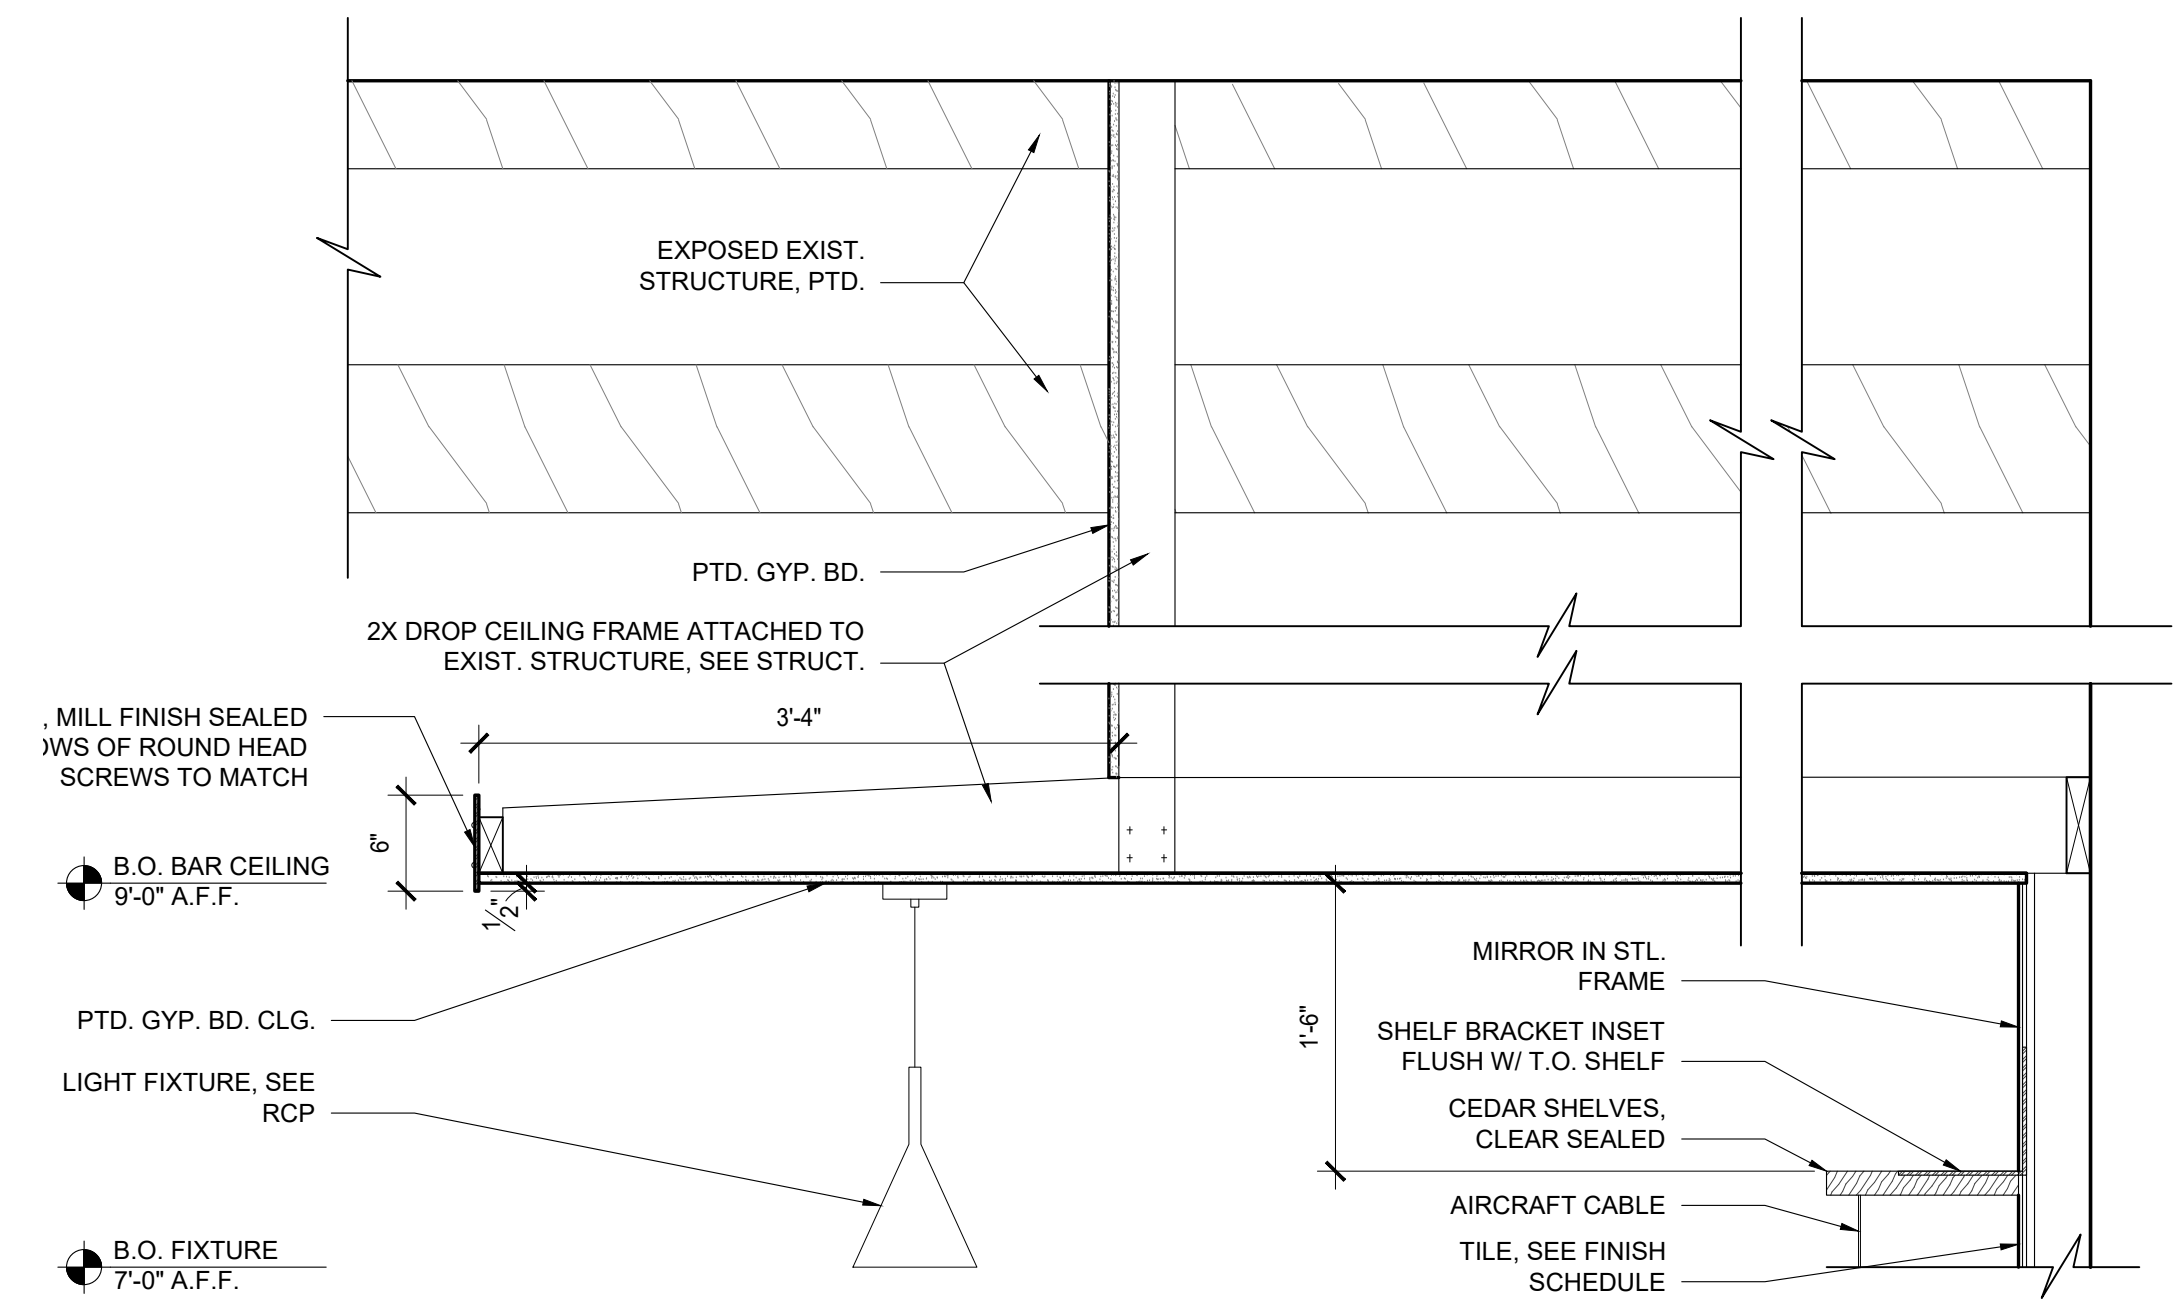 EXPOSED EXIST.
STRUCTURE, PTD.
PTD. GYP. BD.
2X DROP CEILING FRAME ATTACHED TO
EXIST. STRUCTURE, SEE STRUCT.
, MILL FINISH SEALED
OF ROUND HEAD
SCREWS TO MATCH
3'-4"
6"
B.O. BAR CEILING
9'-0" A.F.F.
1/2"
PTD. GYP. BD. CLG.
LIGHT FIXTURE, SEE
RCP
B.O. FIXTURE
7'-0" A.F.F.
1'-6"
MIRROR IN STL.
FRAME
SHELF BRACKET INSET
FLUSH W/ T.O. SHELF
CEDAR SHELVES,
CLEAR SEALED
AIRCRAFT CABLE
TILE, SEE FINISH
SCHEDULE